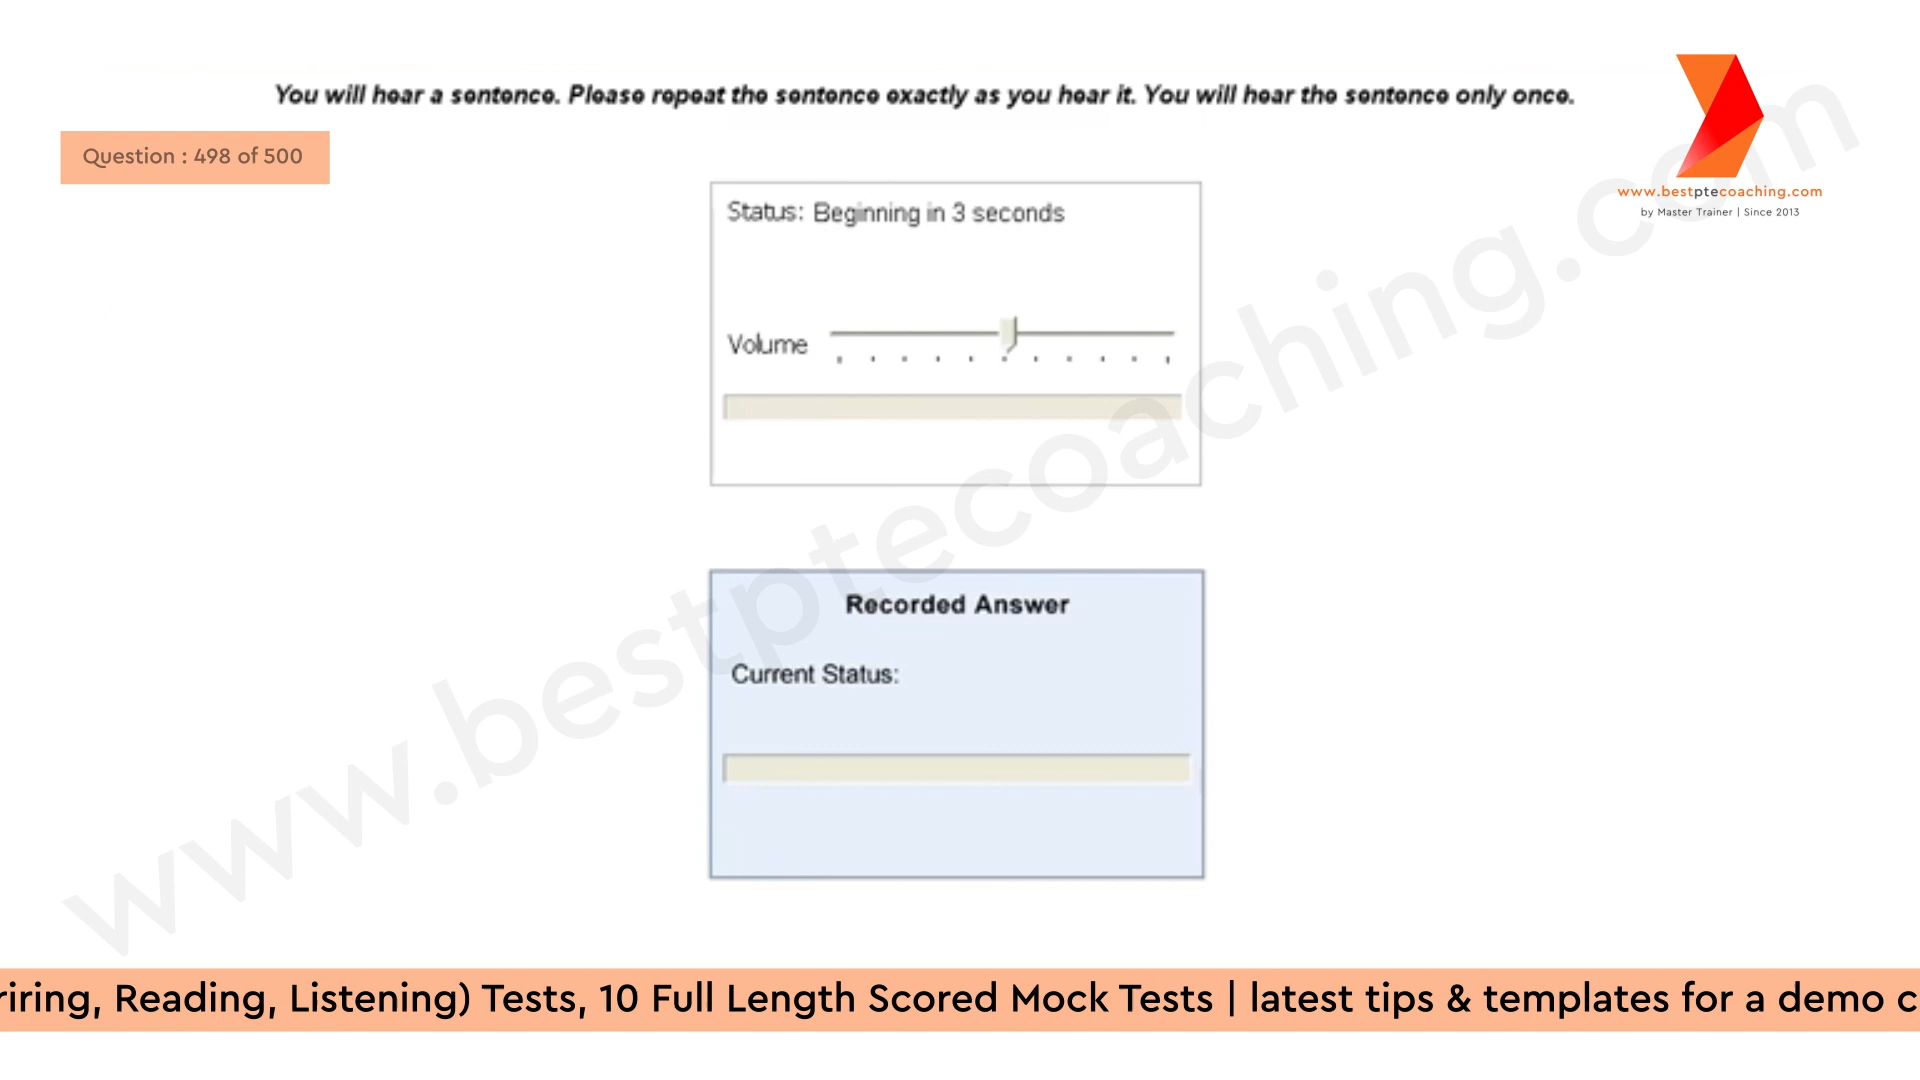 You will hear a sentence. Please repeat the sentence exactly as you hear it. You will hear the sentence only once.
www.bestptecoaching.com
by Master Trainer | Since 2013
Question : 498 of 500
Status: Beginning in 3 seconds
Volume
www.bestptecoaching.com
Recorded Answer
Current Status:
riring, Reading, Listening) Tests, 10 Full Length Scored Mock Tests | latest tips & templates for a demo c